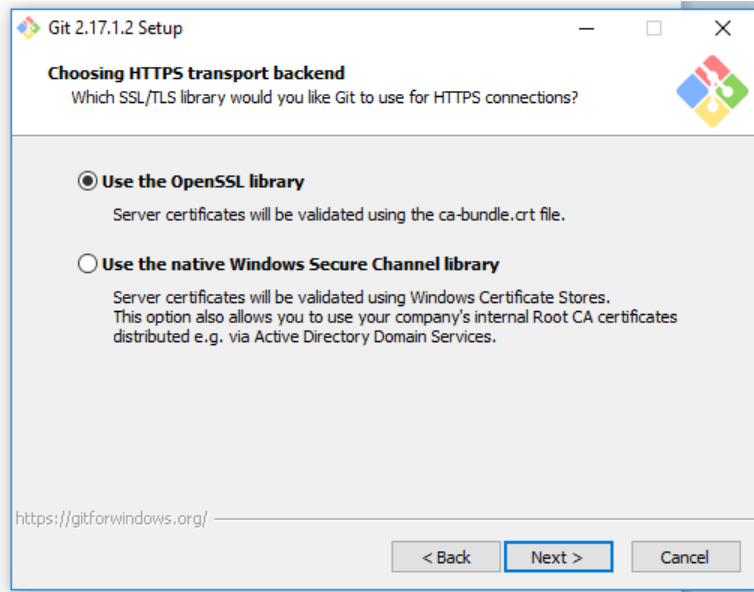 Git 2.17.1.2 Setup
Choosing HTTPS transport backend
Which SSL/TLS library would you like Git to use for HTTPS connections?
Use the OpenSSL library
Server certificates will be validated using the ca-bundle.crt file.
Use the native Windows Secure Channel library
Server certificates will be validated using Windows Certificate Stores.
This option also allows you to use your company's internal Root CA certificates
distributed e.g. via Active Directory Domain Services.
https://gitforwindows.org/
< Back Next > Cancel